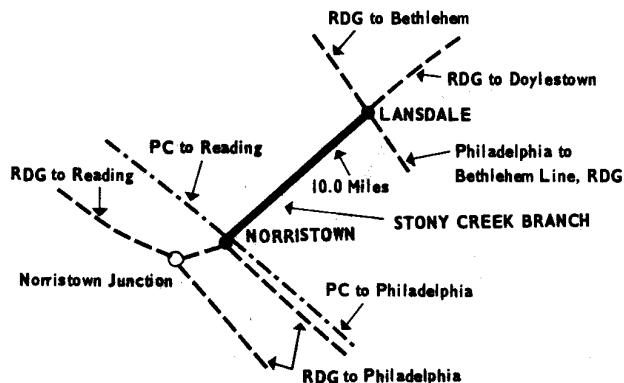 RDG to Bethlehem
RDG to Doylestown
LANSDALE
PC to Reading
Philadelphia to
Bethlehem Line, RDG
RDG to Reading
10.0 Miles
STONY CREEK BRANCH
NORRISTOWN
Norristown Junction
PC to Philadelphia
RDG to Philadelphia